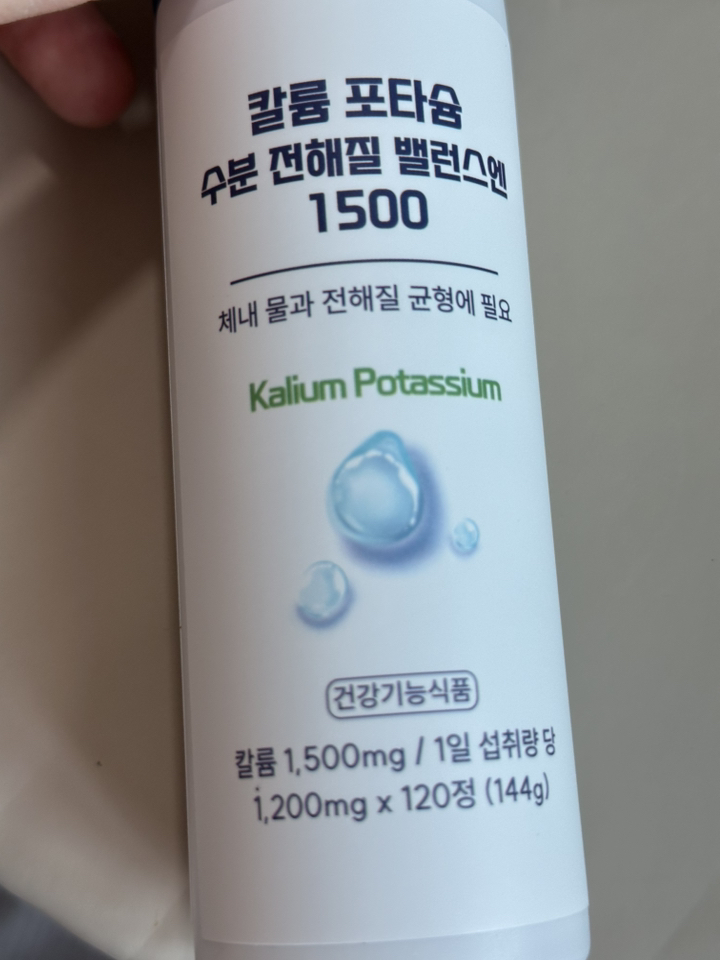 칼륨 포타슘
수분 전해질 밸런스엔
1500
체내 물과 전해질 균형에 필요
Kalium Potassium
건강기능식품
칼륨 1,500mg / 1일 섭취량 당
1,200mg x 120정 (144g)